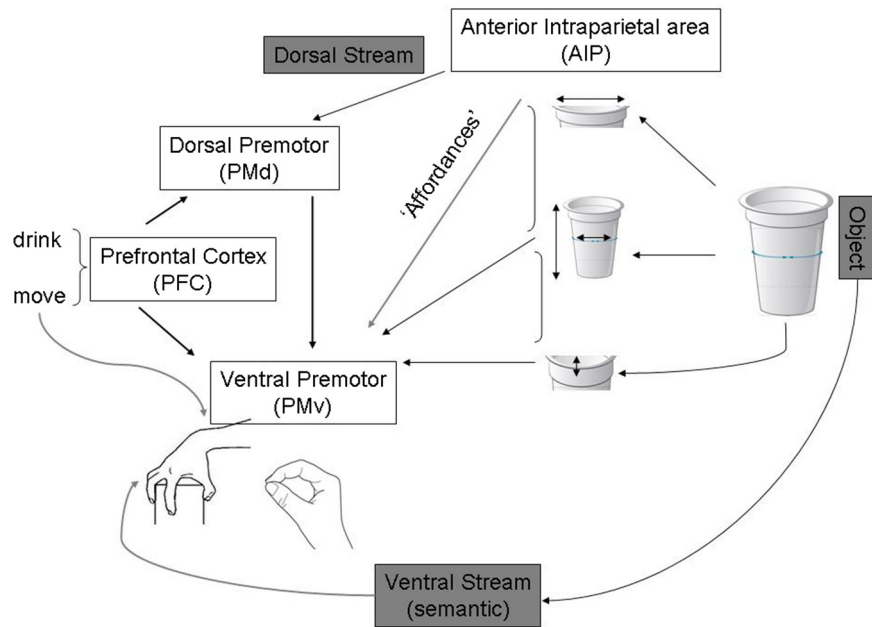 Anterior Intraparietal area
(AIP)
Dorsal Stream
Dorsal Premotor
(PMd)
'Affordances'
Object
drink
move
Prefrontal Cortex
(PFC)
Ventral Premotor
(PMv)
Ventral Stream
(semantic)